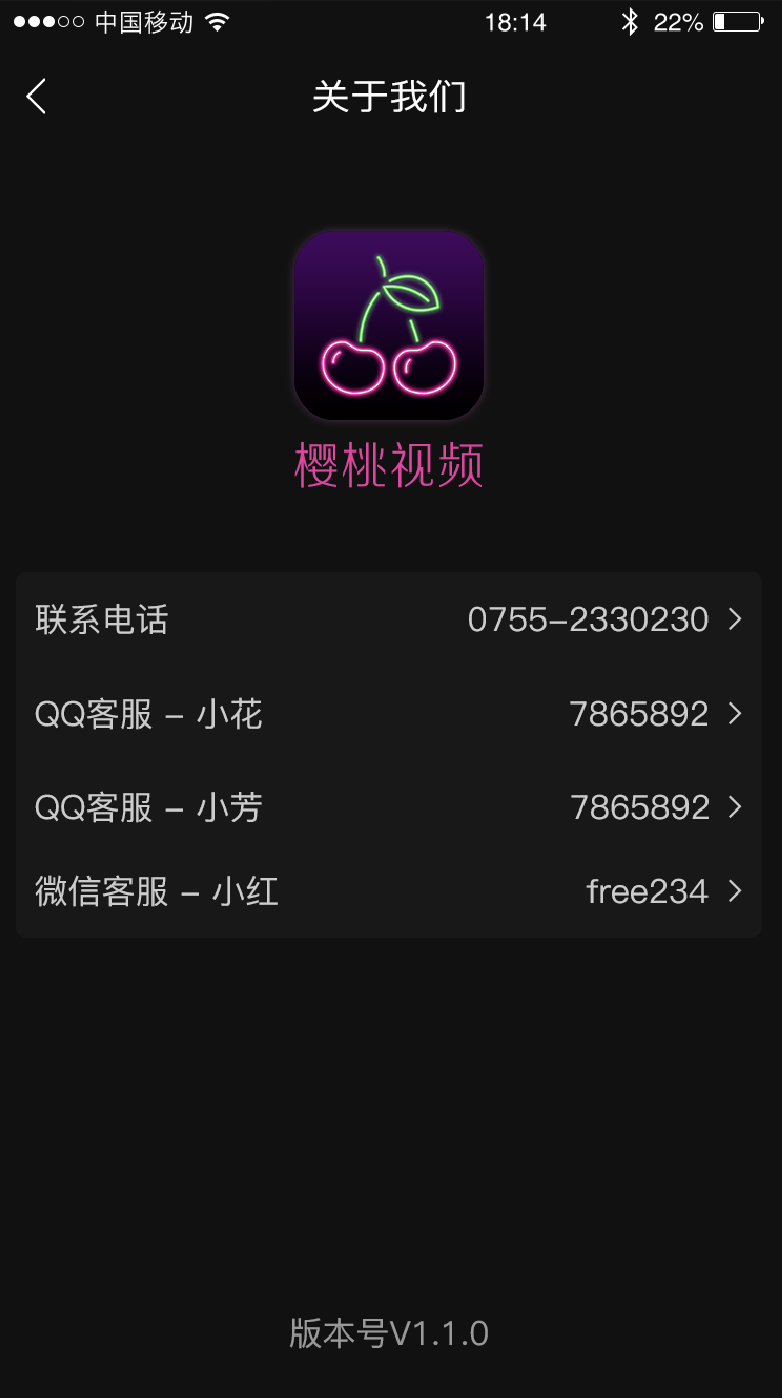 中国移动 18:14 22%
关于我们
樱桃视频
联系电话 0755-2330230
QQ客服 - 小花 7865892
QQ客服 - 小芳 7865892
微信客服 - 小红 free234
版本号V1.1.0